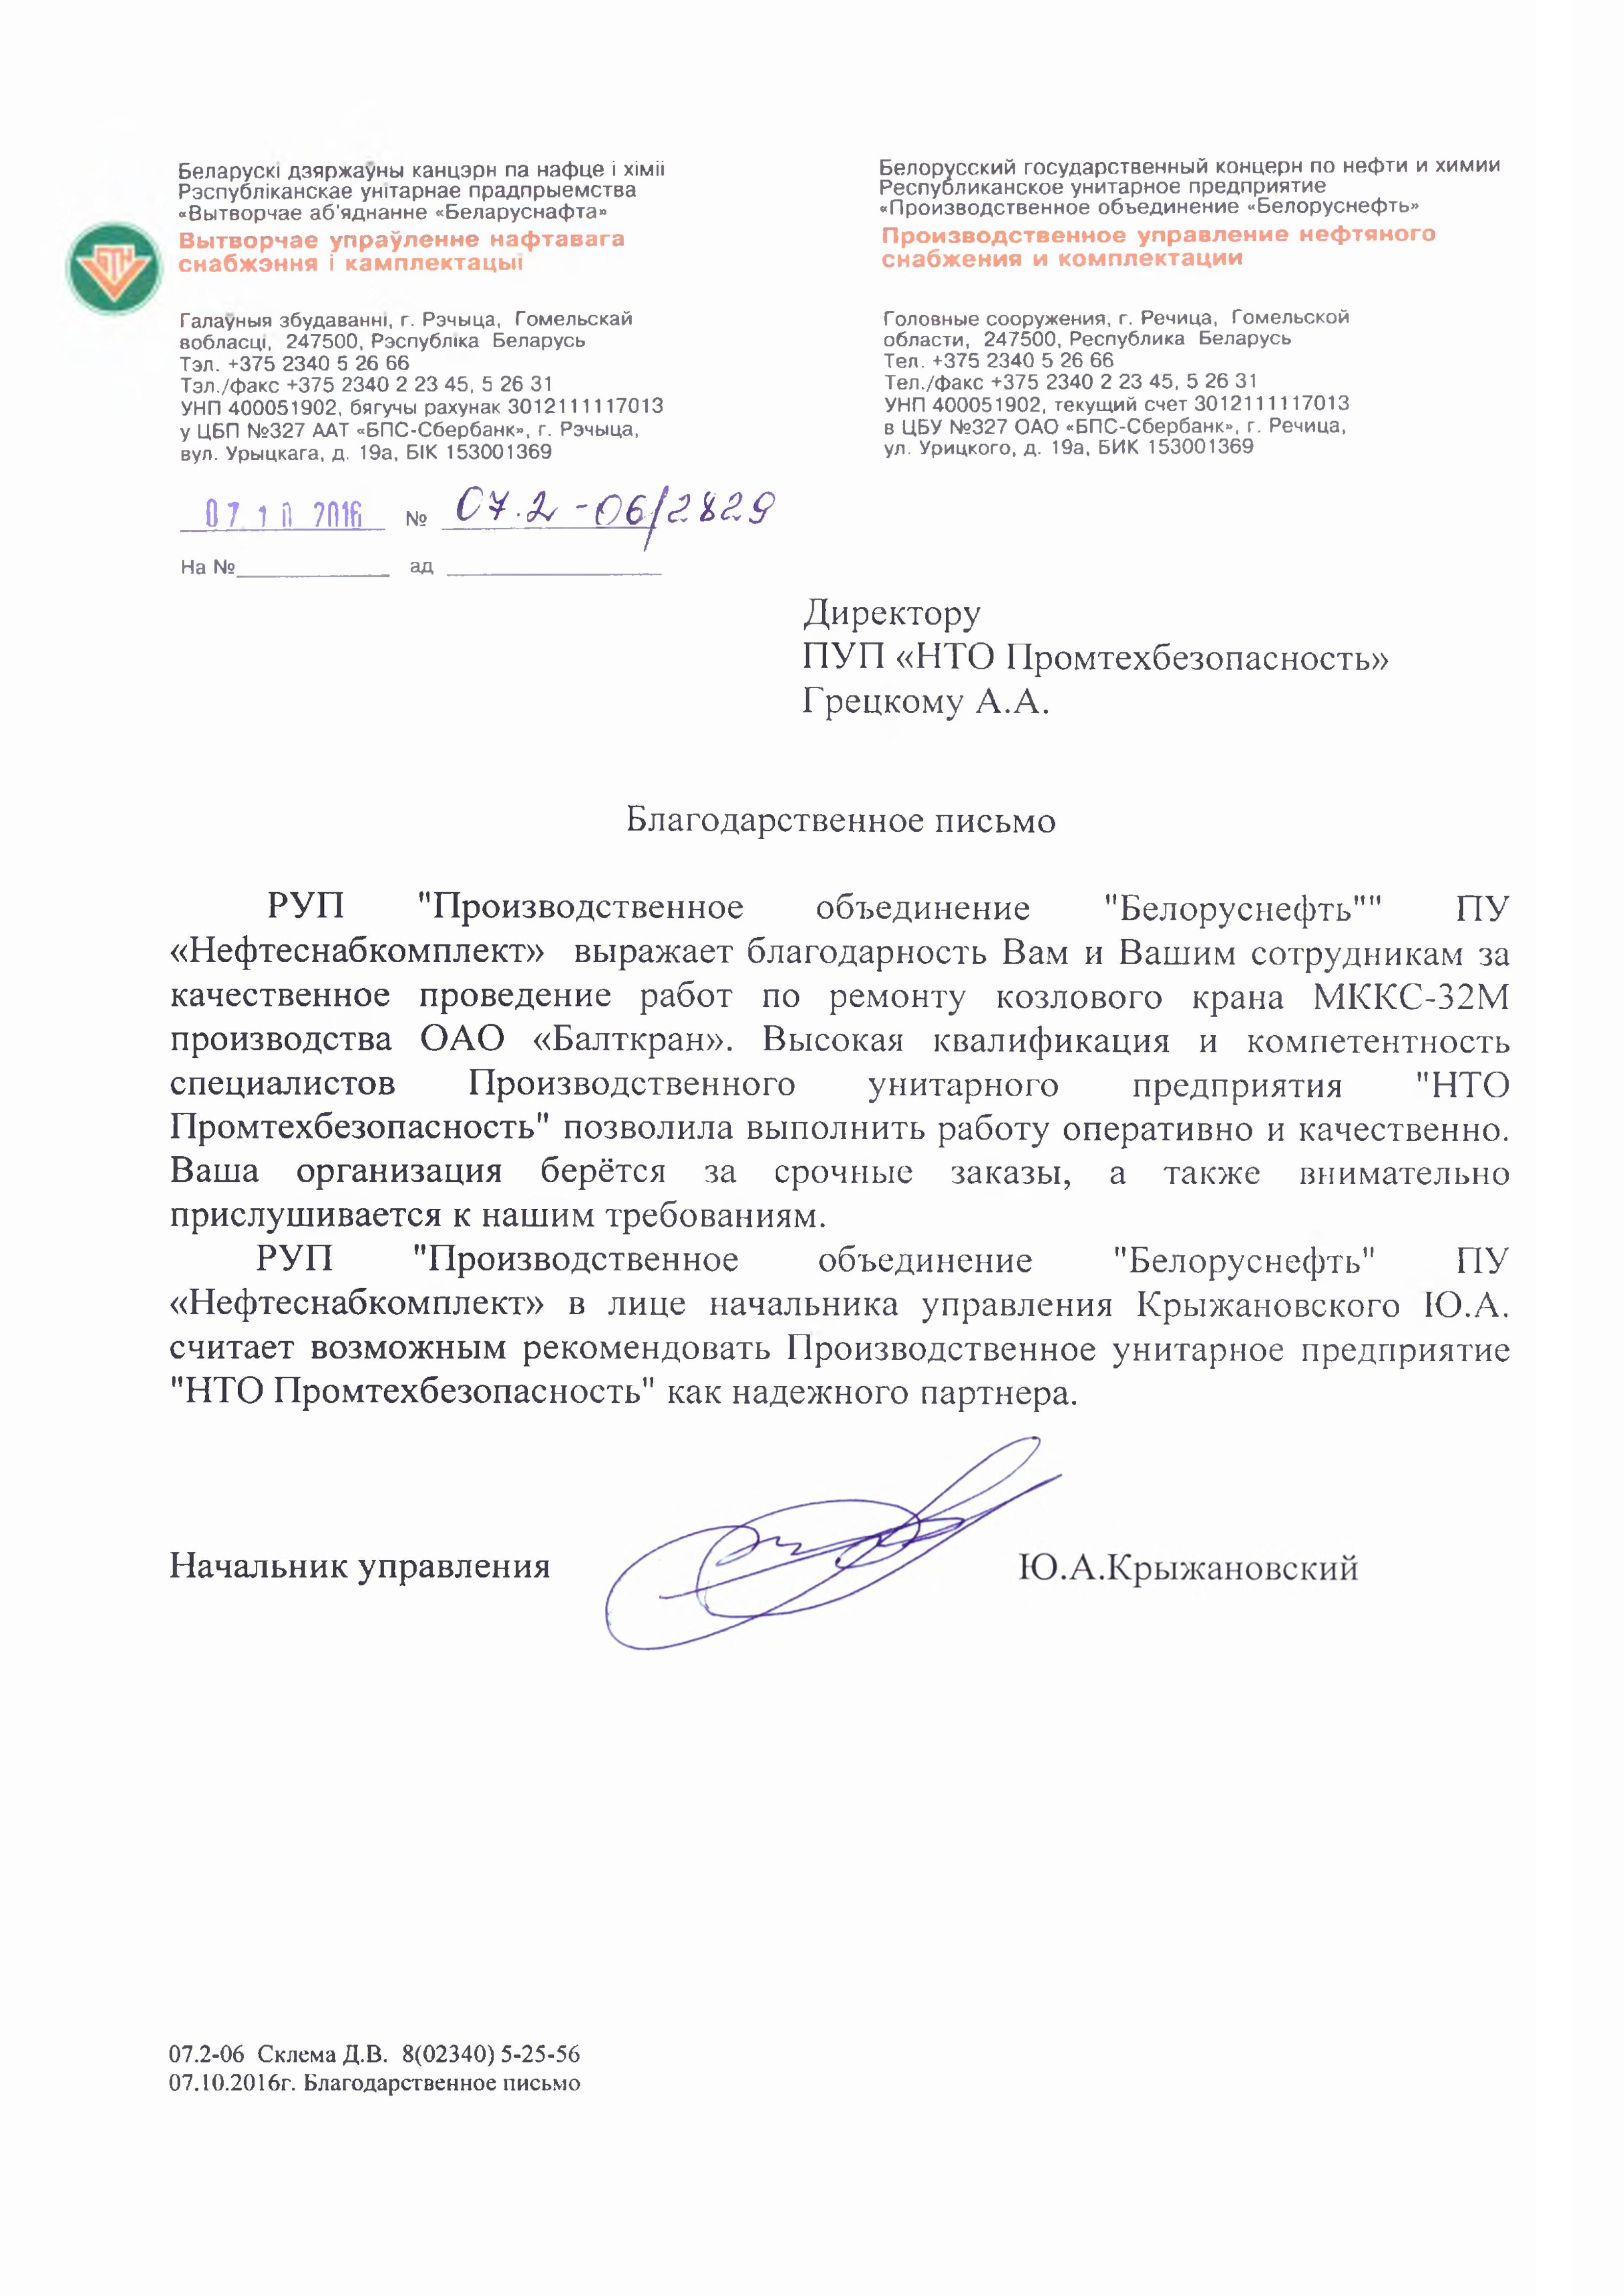 Беларускі дзяржаўны канцэрн па нафце і хіміі
Рэспубліканскае унітарнае прадпрыемства
«Вытворчае аб'яднанне «Беларуснафта»
Вытворчае упраўленне нафтавага
снабжэння і камплектацыі
Галаўныя збудаванні, г. Рэчыца, Гомельскай
вобласці, 247500, Рэспубліка Беларусь
Тэл. +375 2340 5 26 66
Тэл./факс +375 2340 2 23 45, 5 26 31
УНП 400051902, бягучы рахунак 3012111117013
у ЦБП №327 ААТ «БПС-Сбербанк», г. Рэчыца,
вул. Урыцкага, д. 19а, БІК 153001369
Белорусский государственный концерн по нефти и химии
Республиканское унитарное предприятие
«Производственное объединение «Белоруснефть»
Производственное управление нефтяного
снабжения и комплектации
Головные сооружения, г. Речица, Гомельской
области, 247500, Республика Беларусь
Тел. +375 2340 5 26 66
Тел./факс +375 2340 2 23 45, 5 26 31
УНП 400051902, текущий счет 3012111117013
в ЦБУ №327 ОАО «БПС-Сбербанк», г. Речица,
ул. Урицкого, д. 19а, БИК 153001369
07 10 2016 № 07.2-06/2829
На № ад
Директору
ПУП «НТО Промтехбезопасность»
Грецкому А.А.
Благодарственное письмо
РУП "Производственное объединение "Белоруснефть"" ПУ
«Нефтеснабкомплект» выражает благодарность Вам и Вашим сотрудникам за
качественное проведение работ по ремонту козлового крана МККС-32М
производства ОАО «Балткран». Высокая квалификация и компетентность
специалистов Производственного унитарного предприятия "НТО
Промтехбезопасность" позволила выполнить работу оперативно и качественно.
Ваша организация берётся за срочные заказы, а также внимательно
прислушивается к нашим требованиям.
РУП "Производственное объединение "Белоруснефть" ПУ
«Нефтеснабкомплект» в лице начальника управления Крыжановского Ю.А.
считает возможным рекомендовать Производственное унитарное предприятие
"НТО Промтехбезопасность" как надежного партнера.
Начальник управления Ю.А.Крыжановский
07.2-06 Склема Д.В. 8(02340) 5-25-56
07.10.2016г. Благодарственное письмо